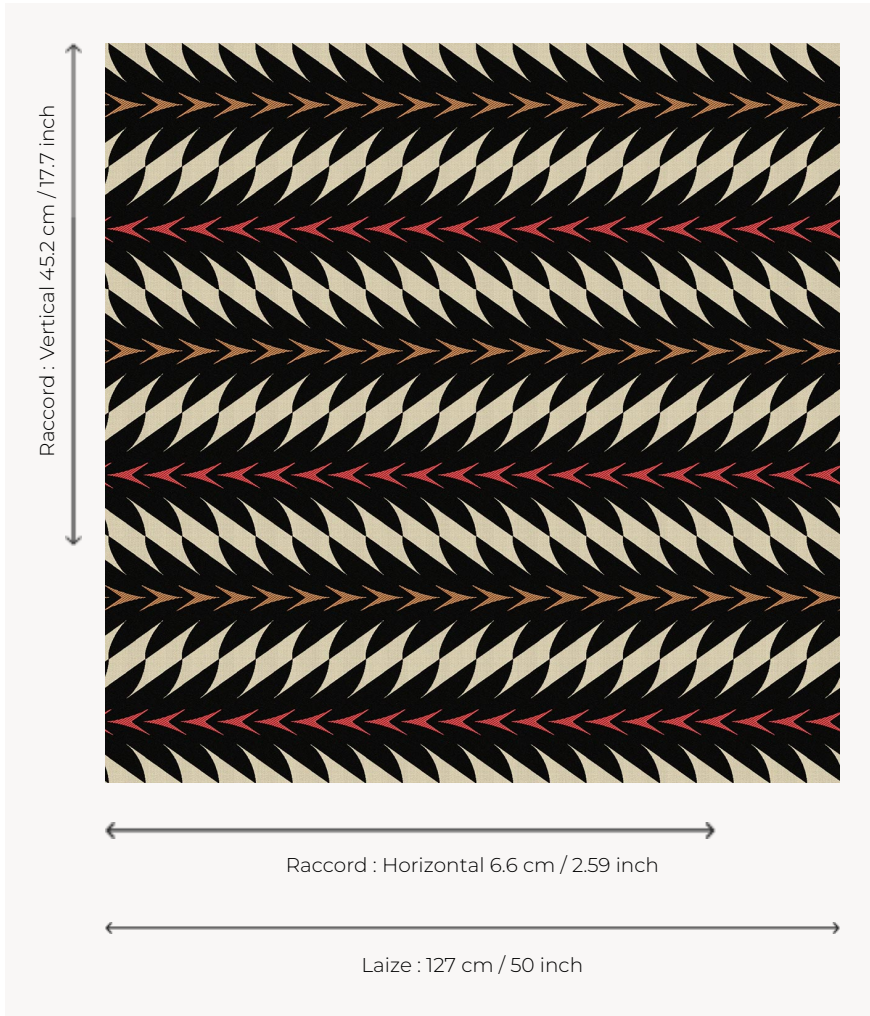 Raccord : Vertical 45.2 cm / 17.7 inch
Raccord : Horizontal 6.6 cm / 2.59 inch
Laize : 127 cm / 50 inch